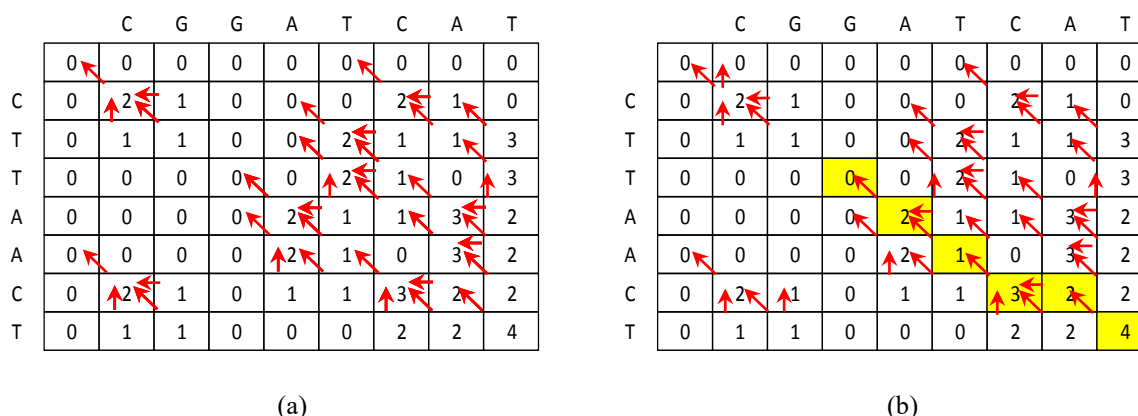 C G G A T C A T C G G A T C A T
0 0 0 0 0 0 0 0 0 0 0 0 0 0 0 0 0 0
C 0 2 1 0 0 0 2 1 0 C 0 2 1 0 0 0 2 1 0
T 0 1 1 0 0 2 1 1 3 T 0 1 1 0 0 2 1 1 3
T 0 0 0 0 0 2 1 0 3 T 0 0 0 0 0 2 1 0 3
A 0 0 0 0 2 1 1 3 2 A 0 0 0 0 2 1 1 3 2
A 0 0 0 0 2 1 0 3 2 A 0 0 0 0 2 1 0 3 2
C 0 2 1 0 1 1 3 2 2 C 0 2 1 0 1 1 3 2 2
T 0 1 1 0 0 0 2 2 4 T 0 1 1 0 0 0 2 2 4
(a) (b)